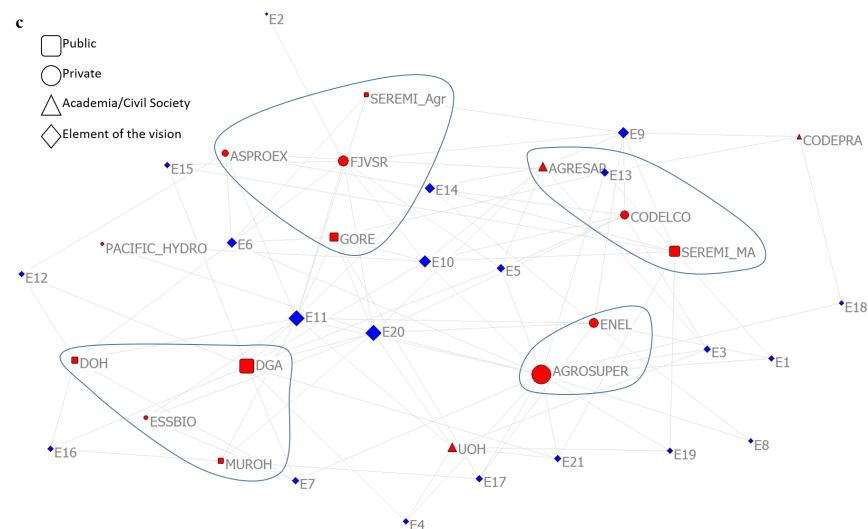 c
E2
Public
Private
Academia/Civil Society
Element of the vision
SEREMI_Agr
E9
CODEPRA
ASPROEX
FJVSR
E15
AGRESAP
E13
E14
CODELCO
GORE
E6
PACIFIC_HYDRO
SEREMI_MA
E10
E5
E12
E18
E11
E20
ENEL
E3
E1
DOH
DGA
AGROSUPER
ESSBIO
E8
E16
MUROH
UOH
E19
E21
E7
E17
F4